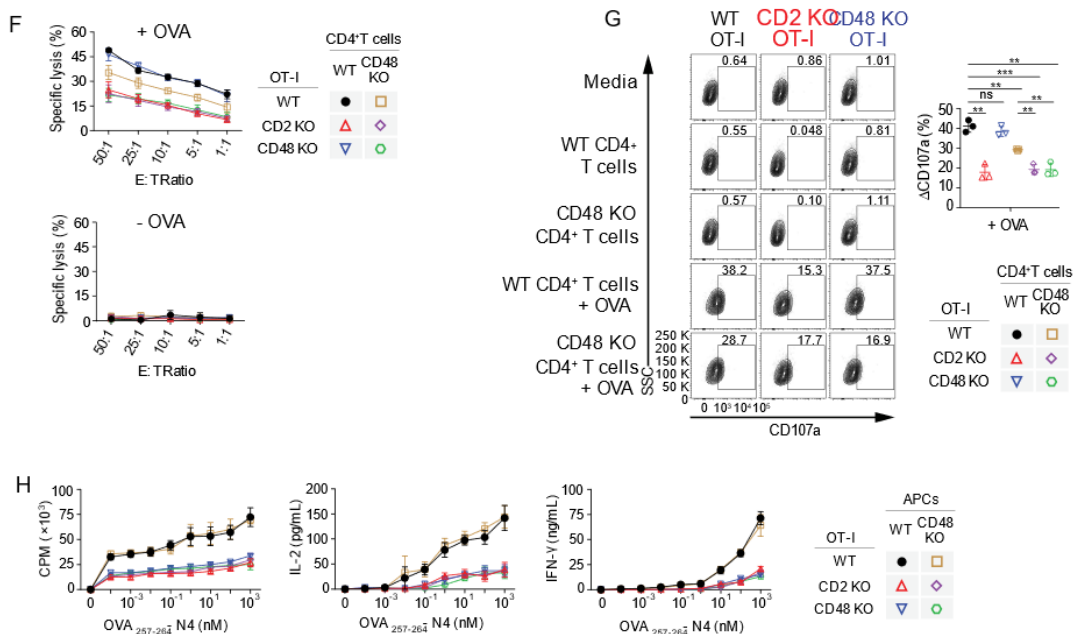 F
+ OVA
Specific lysis (%)
60
45
30
15
0
50:1
25:1
10:1
5:1
1:1
E: TRatio
CD4⁺T cells
OT-I
WT
CD48 KO
WT
CD2 KO
CD48 KO
- OVA
Specific lysis (%)
60
45
30
15
0
50:1
25:1
10:1
5:1
1:1
E: TRatio
G
WT OT-I
CD2 KO OT-I
CD48 KO OT-I
Media
0.64
0.86
1.01
WT CD4+
T cells
0.55
0.048
0.81
CD48 KO
CD4⁺ T cells
0.57
0.10
1.11
WT CD4⁺ T cells
+ OVA
38.2
15.3
37.5
CD48 KO
CD4⁺ T cells
+ OVA
28.7
17.7
16.9
SSC
250 K
200 K
150 K
100 K
50 K
0
0 10³ 10⁴ 10⁵
CD107a
**
***
**
ns
**
**
**
ΔCD107a (%)
50
40
30
20
10
0
+ OVA
CD4⁺T cells
OT-I
WT
CD48 KO
WT
CD2 KO
CD48 KO
H
CPM (×10³)
100
75
50
25
0
0
10⁻³
10⁻¹
10¹
10³
OVA₂₅₇₋₂₆₄- N4 (nM)
IL-2 (pg/mL)
200
150
100
50
0
0
10⁻³
10⁻¹
10¹
10³
OVA₂₅₇₋₂₆₄- N4 (nM)
IFN-γ (ng/mL)
100
75
50
25
0
0
10⁻³
10⁻¹
10¹
10³
OVA₂₅₇₋₂₆₄- N4 (nM)
APCs
OT-I
WT
CD48 KO
WT
CD2 KO
CD48 KO